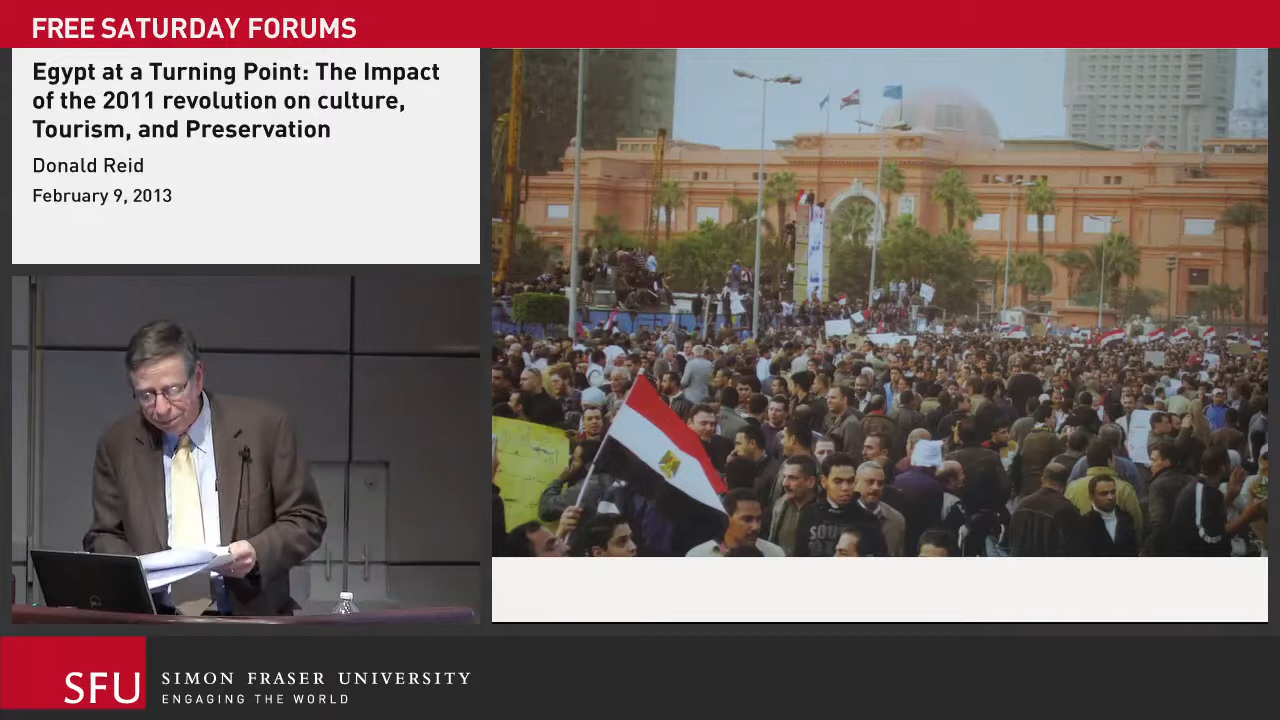 FREE SATURDAY FORUMS
Egypt at a Turning Point: The Impact
of the 2011 revolution on culture,
Tourism, and Preservation
Donald Reid
February 9, 2013
SFU
SIMON FRASER UNIVERSITY
ENGAGING THE WORLD